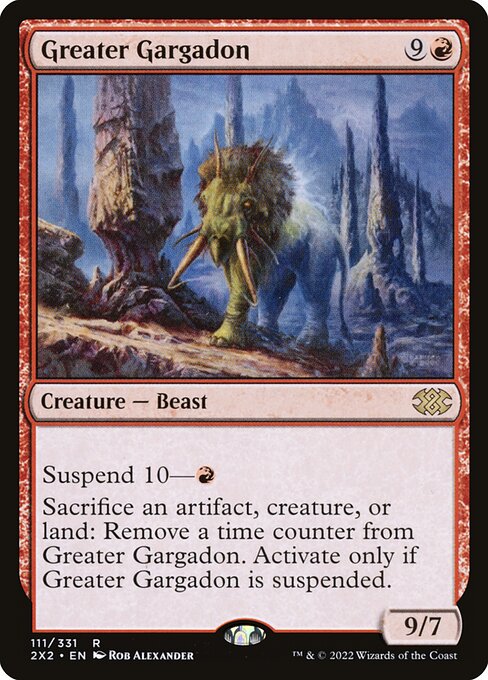 Greater Gargadon 9
Creature — Beast
Suspend 10—
Sacrifice an artifact, creature, or
land: Remove a time counter from
Greater Gargadon. Activate only if
Greater Gargadon is suspended.
9/7
111/331 R
2X2 • EN Rob Alexander
™ & © 2022 Wizards of the Coast